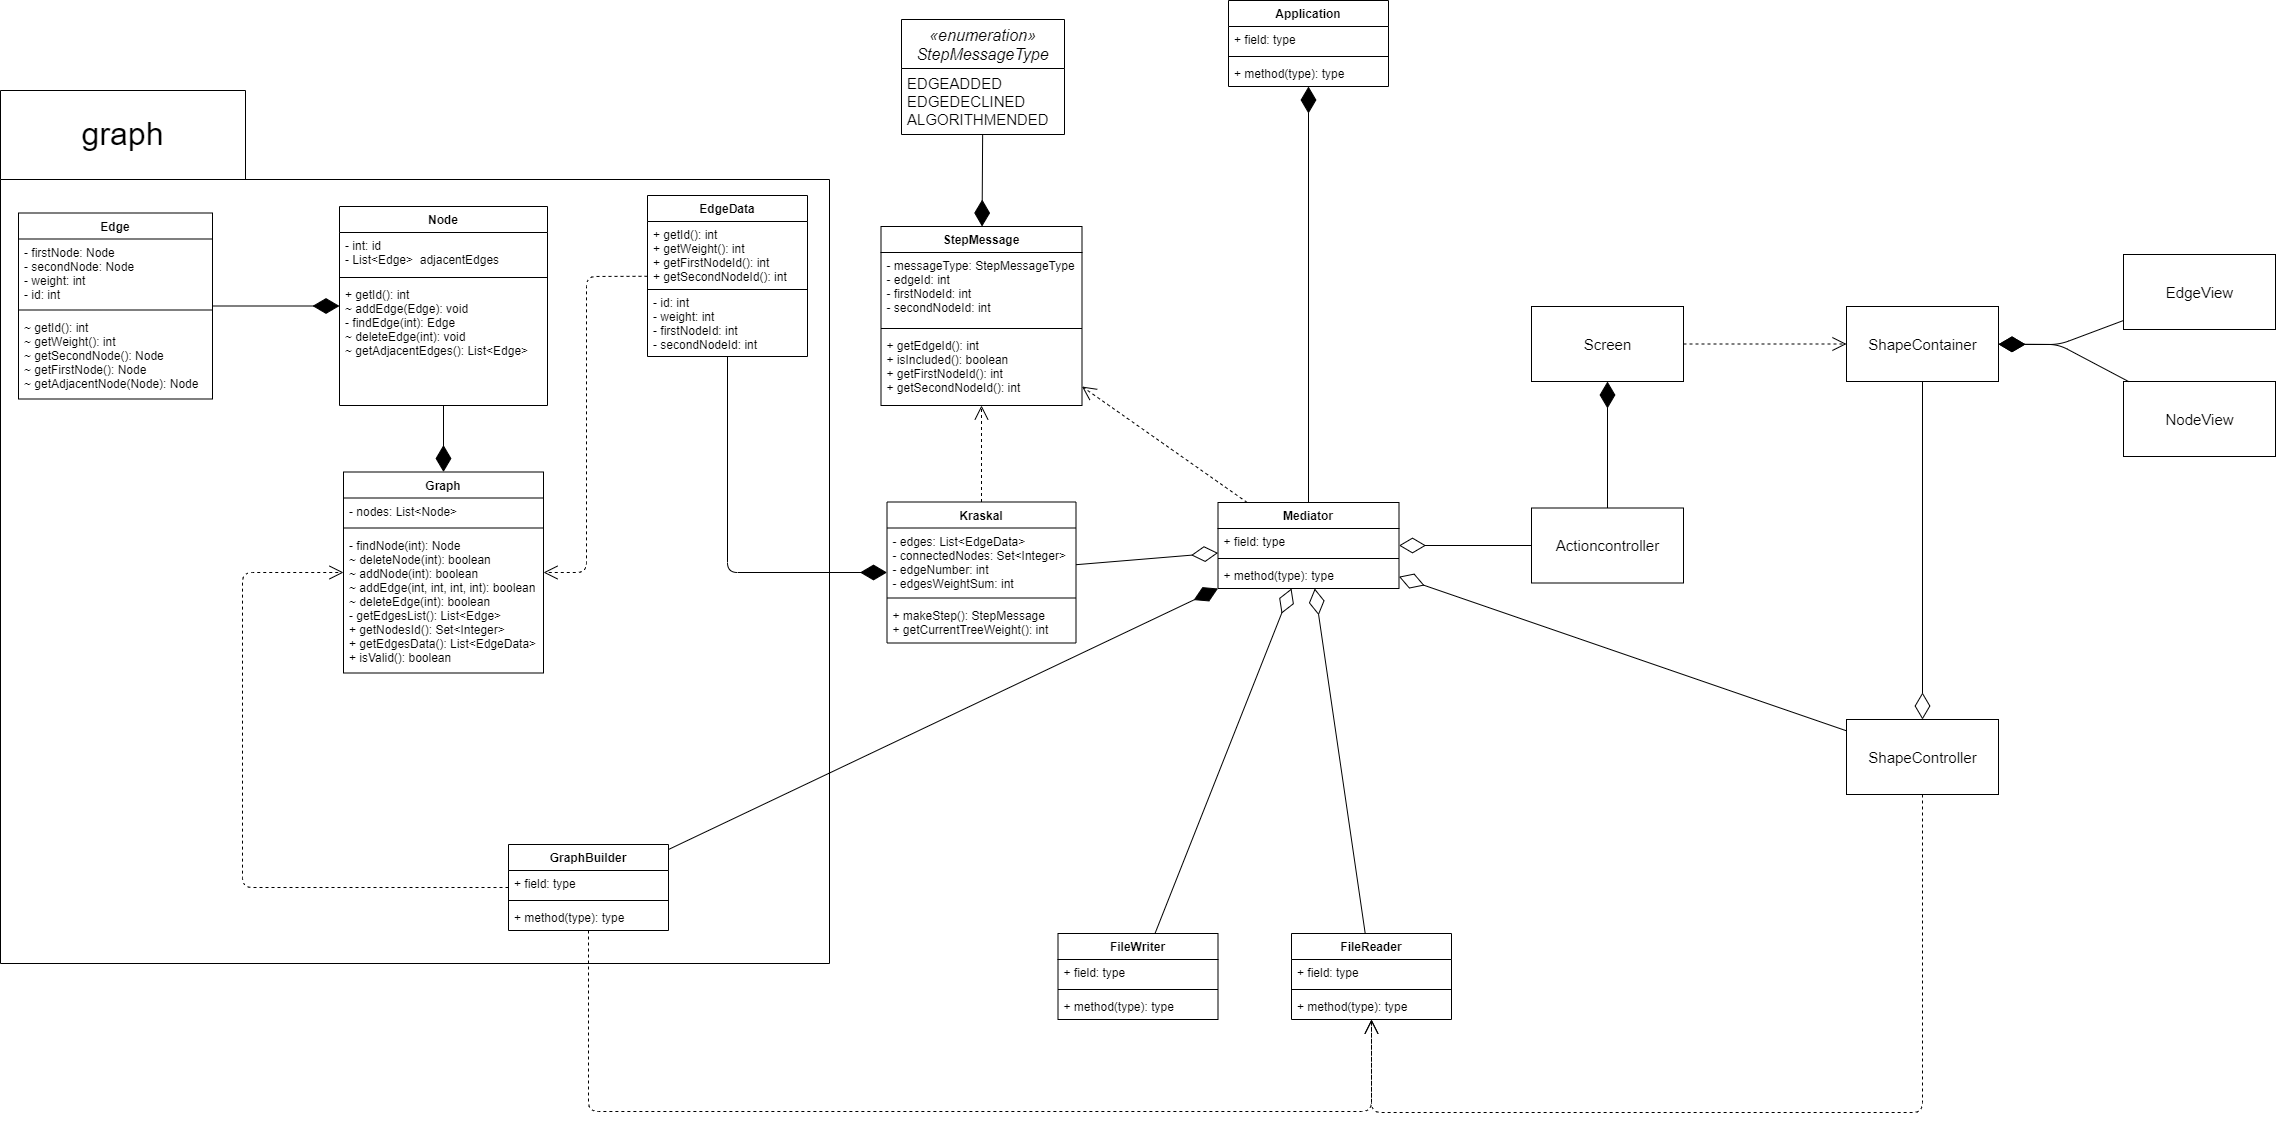 graph
Edge
- firstNode: Node
- secondNode: Node
- weight: int
- id: int
~ getId(): int
~ getWeight(): int
~ getSecondNode(): Node
~ getFirstNode(): Node
~ getAdjacentNode(Node): Node
Node
- int: id
- List<Edge> adjacentEdges
+ getId(): int
~ addEdge(Edge): void
- findEdge(int): Edge
~ deleteEdge(int): void
~ getAdjacentEdges(): List<Edge>
EdgeData
+ getId(): int
+ getWeight(): int
+ getFirstNodeId(): int
+ getSecondNodeId(): int
- id: int
- weight: int
- firstNodeId: int
- secondNodeId: int
Graph
- nodes: List<Node>
- findNode(int): Node
~ deleteNode(int): boolean
~ addNode(int): boolean
~ addEdge(int, int, int, int): boolean
~ deleteEdge(int): boolean
- getEdgesList(): List<Edge>
+ getNodesId(): Set<Integer>
+ getEdgesData(): List<EdgeData>
+ isValid(): boolean
GraphBuilder
+ field: type
+ method(type): type
«enumeration»
StepMessageType
EDGEADDED
EDGEDECLINED
ALGORITHMENDED
StepMessage
- messageType: StepMessageType
- edgeId: int
- firstNodeId: int
- secondNodeId: int
+ getEdgeId(): int
+ isIncluded(): boolean
+ getFirstNodeId(): int
+ getSecondNodeId(): int
Kraskal
- edges: List<EdgeData>
- connectedNodes: Set<Integer>
- edgeNumber: int
- edgesWeightSum: int
+ makeStep(): StepMessage
+ getCurrentTreeWeight(): int
Application
+ field: type
+ method(type): type
Mediator
+ field: type
+ method(type): type
FileWriter
+ field: type
+ method(type): type
FileReader
+ field: type
+ method(type): type
Screen
Actioncontroller
ShapeContainer
ShapeController
EdgeView
NodeView